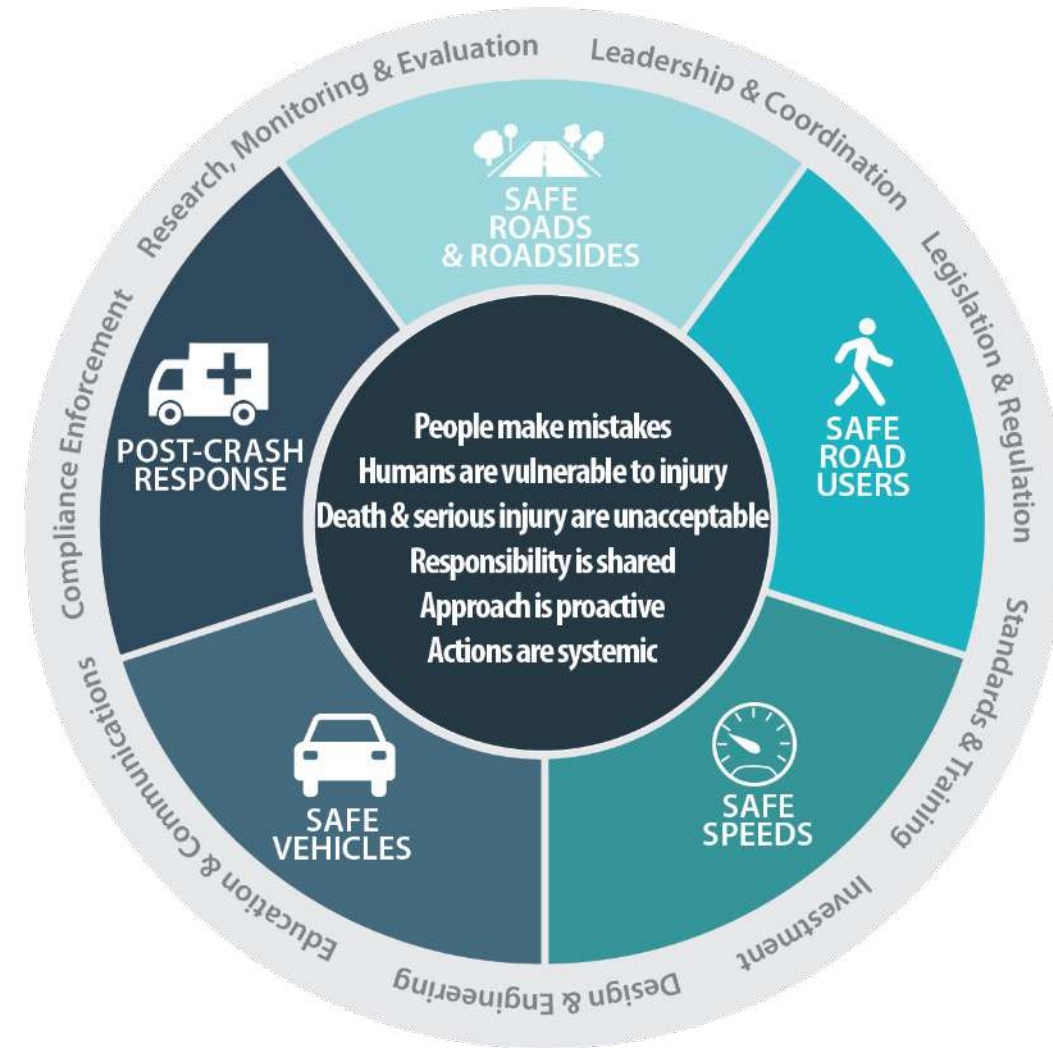 Leadership & Coordination
Legislation & Regulation
Standards & Training
Investment
Design & Engineering
Education & Communications
Compliance Enforcement
Research, Monitoring & Evaluation
SAFE
ROADS
& ROADSIDES
SAFE
ROAD
USERS
SAFE
SPEEDS
SAFE
VEHICLES
POST-CRASH
RESPONSE
People make mistakes
Humans are vulnerable to injury
Death & serious injury are unacceptable
Responsibility is shared
Approach is proactive
Actions are systemic